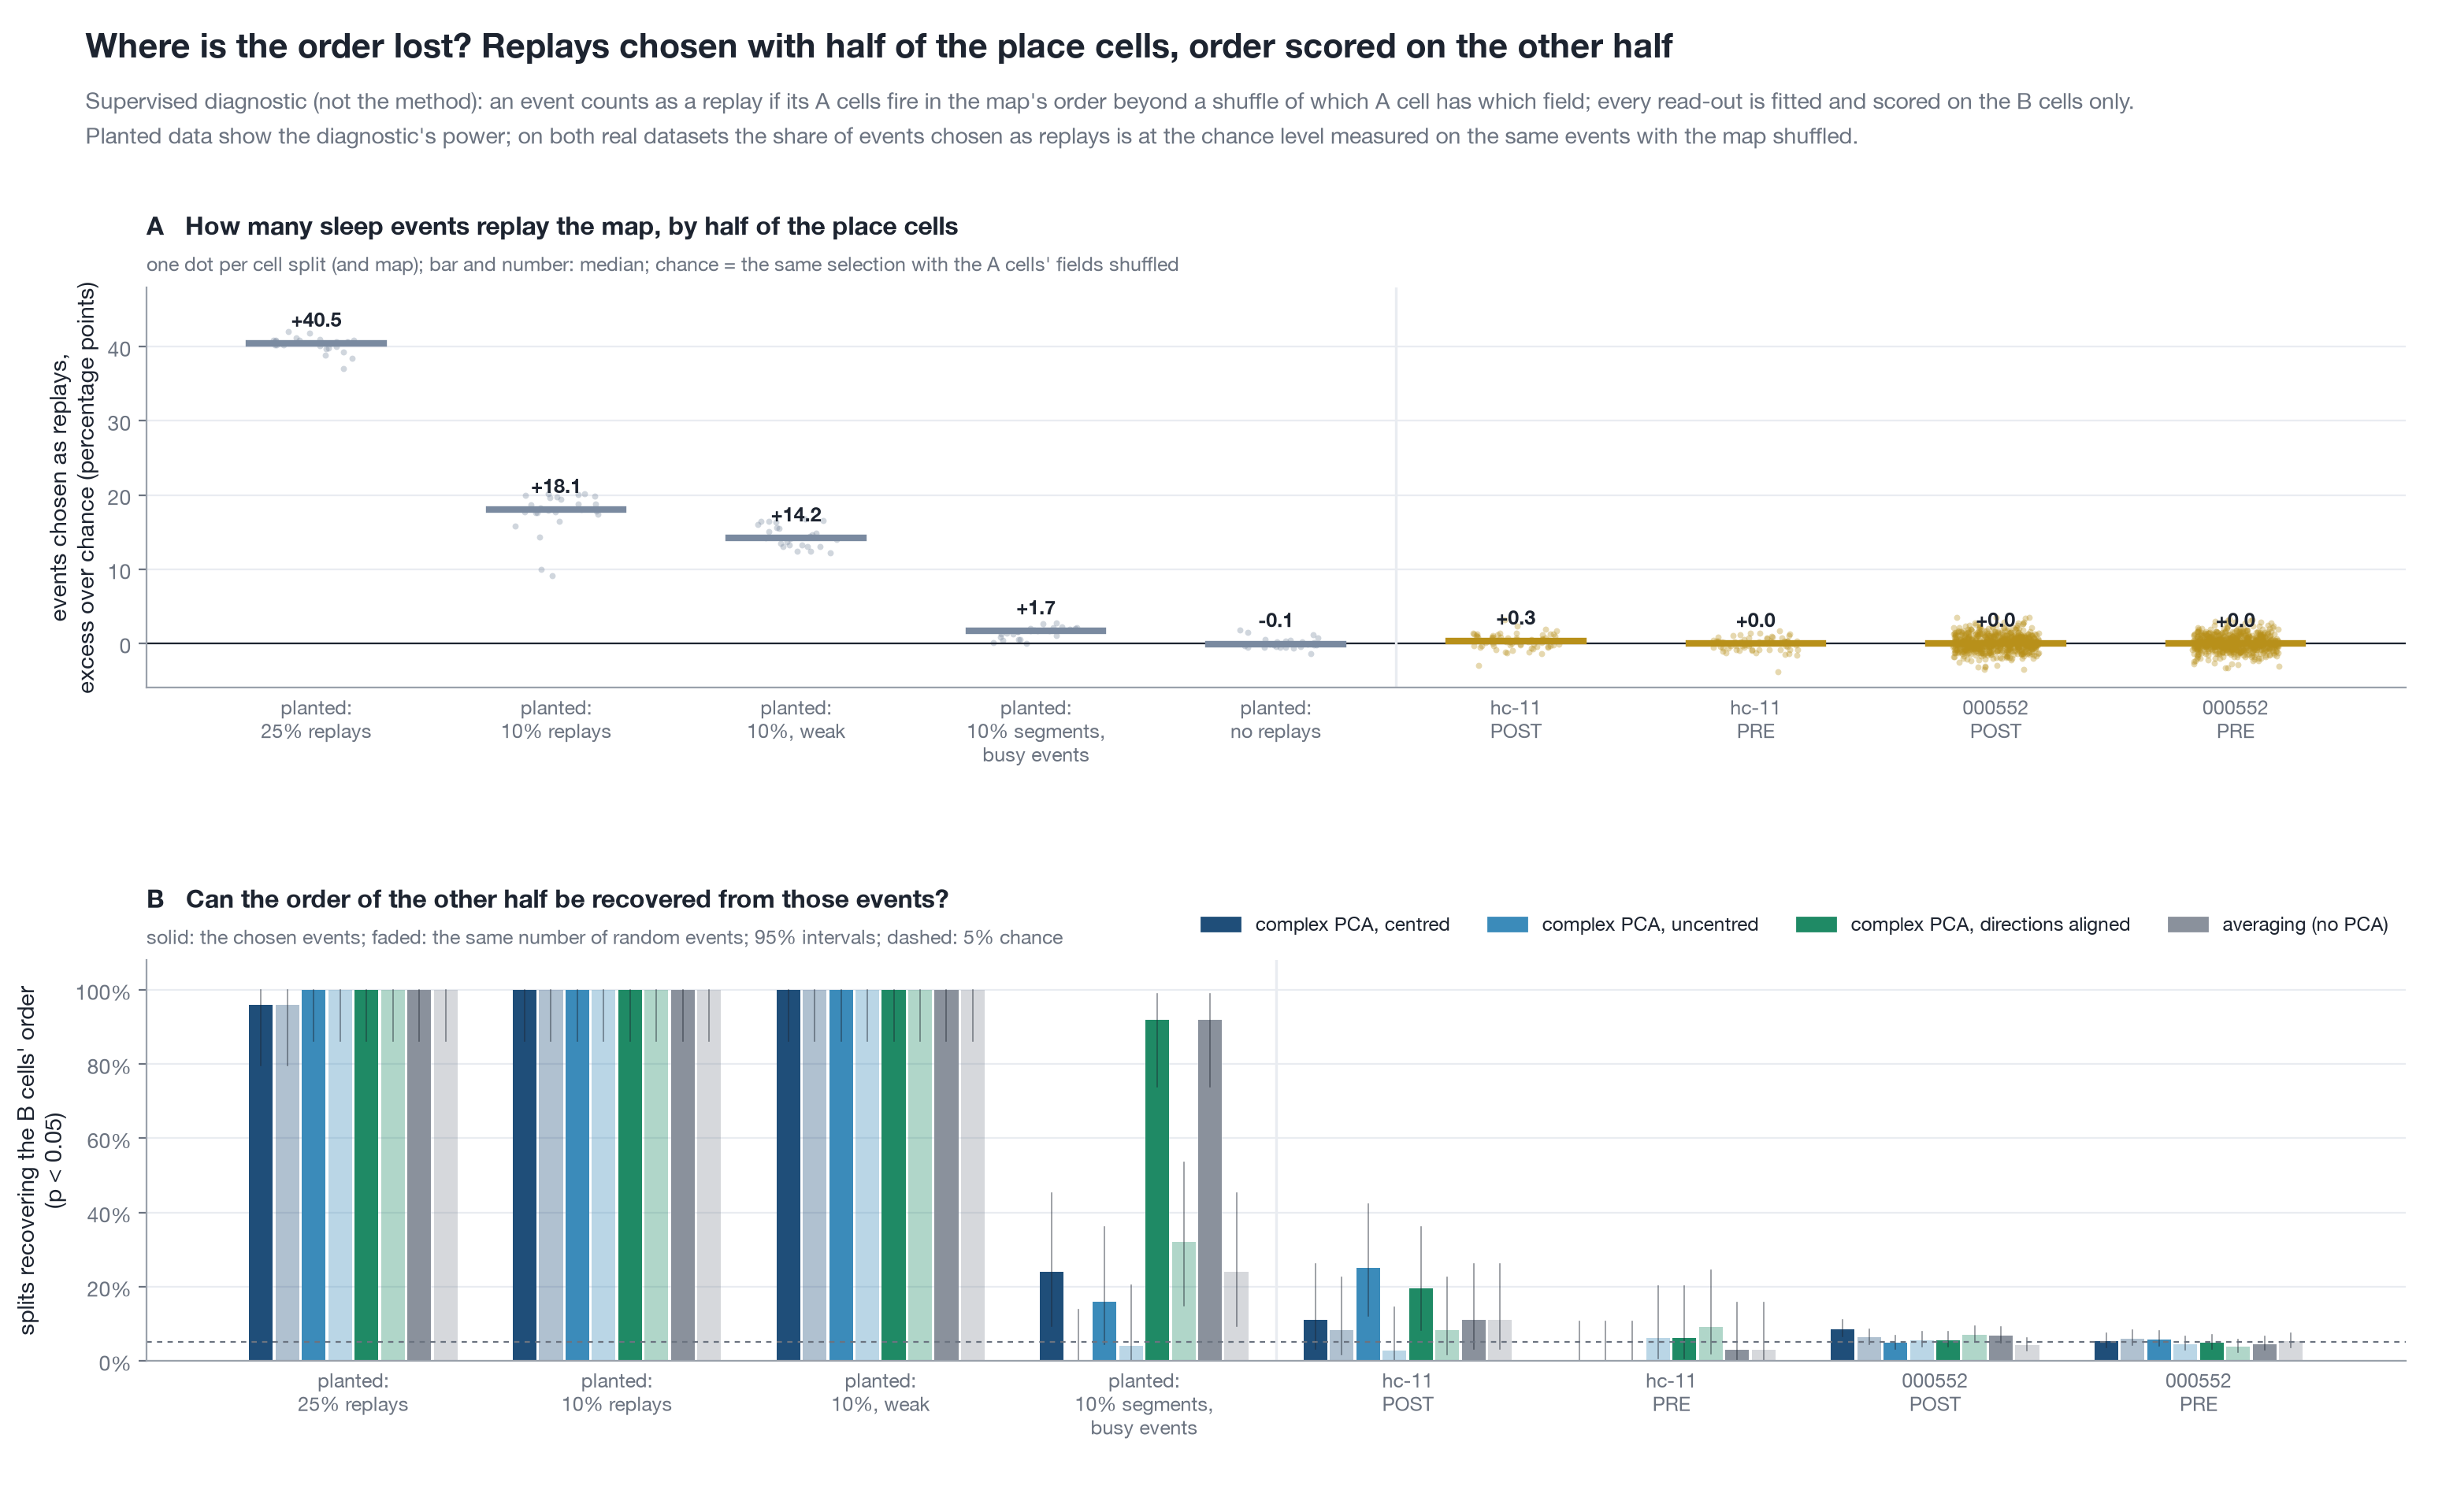 Where is the order lost? Replays chosen with half of the place cells, order scored on the other half
Supervised diagnostic (not the method): an event counts as a replay if its A cells fire in the map's order beyond a shuffle of which A cell has which field; every read-out is fitted and scored on the B cells only.
Planted data show the diagnostic's power; on both real datasets the share of events chosen as replays is at the chance level measured on the same events with the map shuffled.
A How many sleep events replay the map, by half of the place cells
one dot per cell split (and map); bar and number: median; chance = the same selection with the A cells' fields shuffled
events chosen as replays,
excess over chance (percentage points)
40
30
20
10
0
+40.5
+18.1
+14.2
+1.7
-0.1
+0.3
+0.0
+0.0
+0.0
planted:
25% replays
planted:
10% replays
planted:
10%, weak
planted:
10% segments,
busy events
planted:
no replays
hc-11
POST
hc-11
PRE
000552
POST
000552
PRE
B Can the order of the other half be recovered from those events?
solid: the chosen events; faded: the same number of random events; 95% intervals; dashed: 5% chance
complex PCA, centred
complex PCA, uncentred
complex PCA, directions aligned
averaging (no PCA)
splits recovering the B cells' order
(p < 0.05)
100%
80%
60%
40%
20%
0%
planted:
25% replays
planted:
10% replays
planted:
10%, weak
planted:
10% segments,
busy events
hc-11
POST
hc-11
PRE
000552
POST
000552
PRE